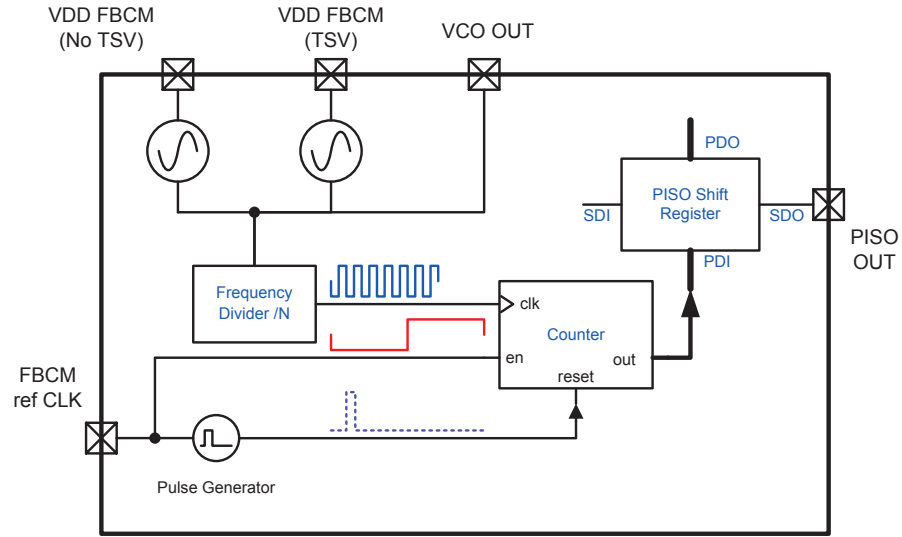 VDD FBCM
(No TSV)
VDD FBCM
(TSV)
VCO OUT
PDO
PISO Shift
Register
SDI
SDO
PDI
PISO
OUT
Frequency
Divider /N
clk
Counter
en
out
reset
FBCM
ref CLK
Pulse Generator